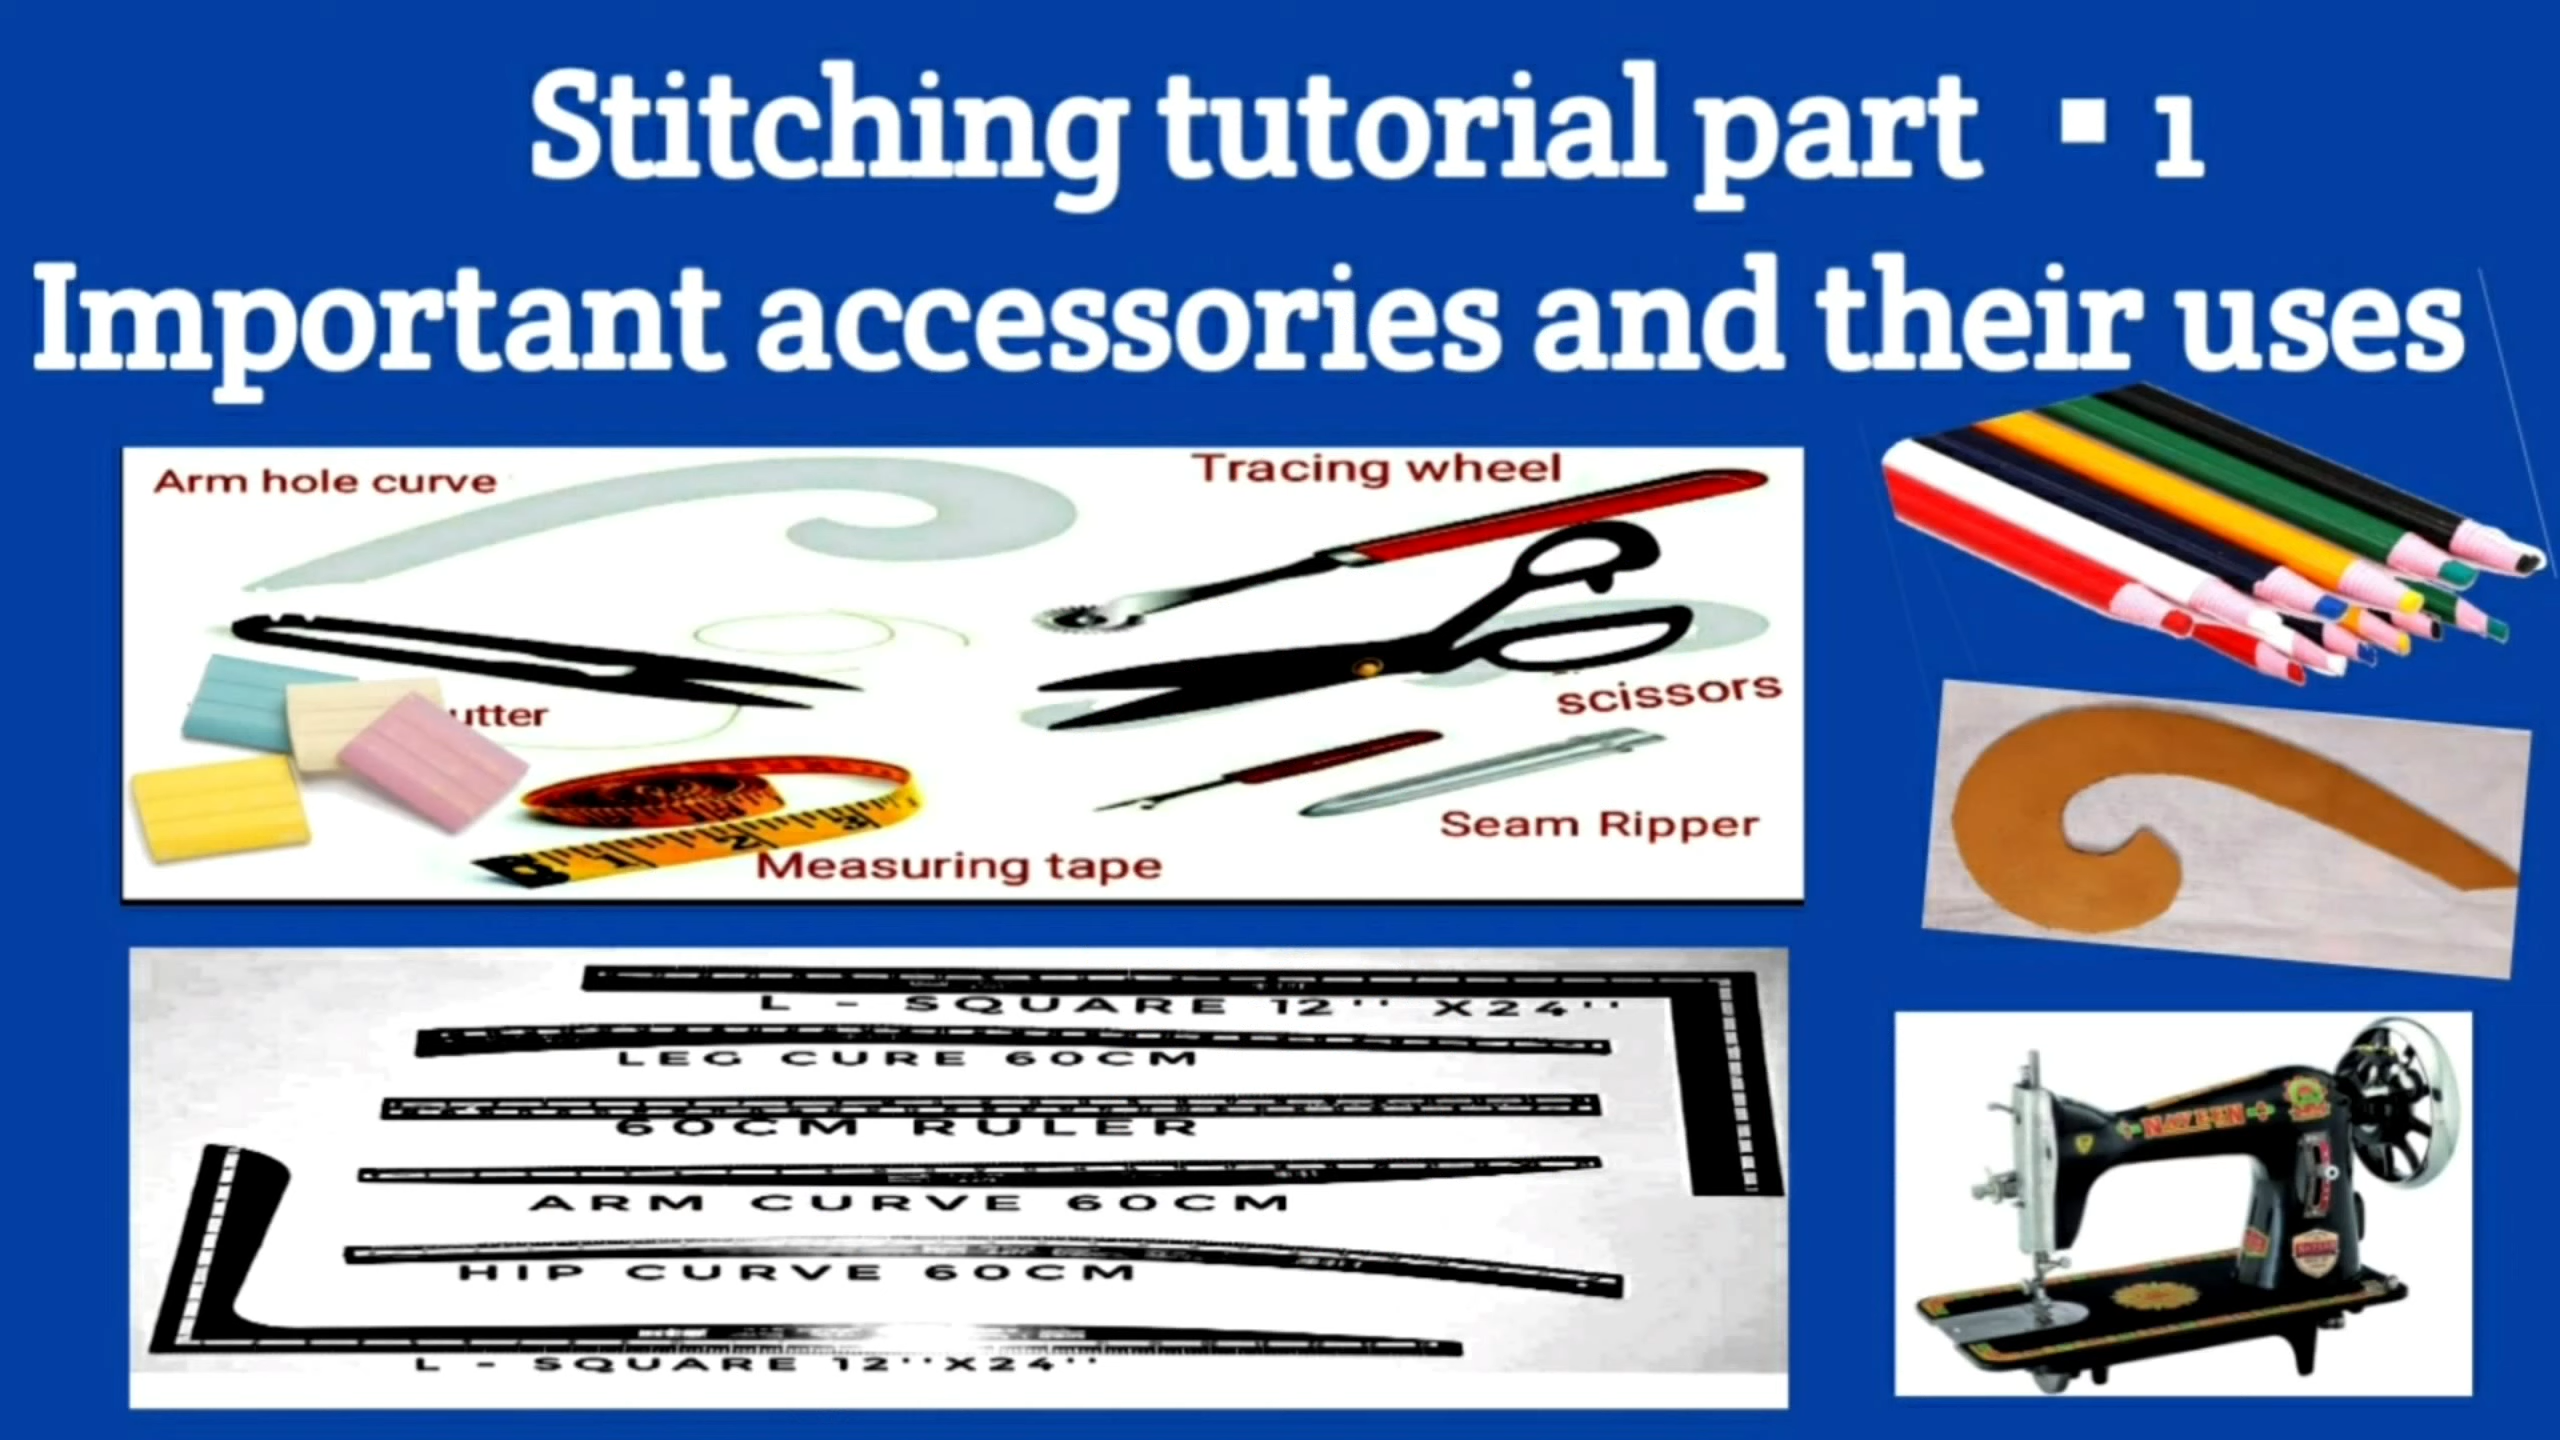 Stitching tutorial part ▪ 1
Important accessories and their uses
Arm hole curve
Tracing wheel
scissors
utter
Seam Ripper
Measuring tape
L - SQUARE 12'' X24''
LEG CURE 60CM
60CM RULER
ARM CURVE 60CM
HIP CURVE 60CM
L - SQUARE 12''X24''
NAVEEN